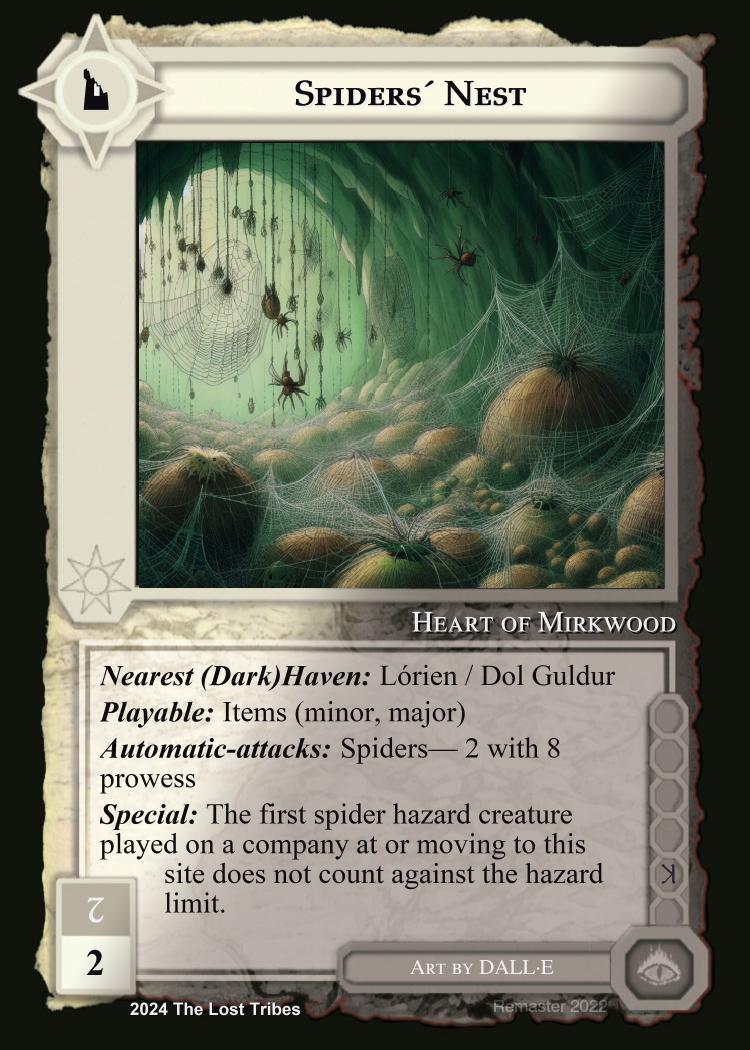 Spiders´ Nest
Heart of Mirkwood
Nearest (Dark)Haven: Lórien / Dol Guldur
Playable: Items (minor, major)
Automatic-attacks: Spiders— 2 with 8
prowess
Special: The first spider hazard creature
played on a company at or moving to this
site does not count against the hazard
limit.
2
Art by DALL·E
2024 The Lost Tribes
Remaster 2022